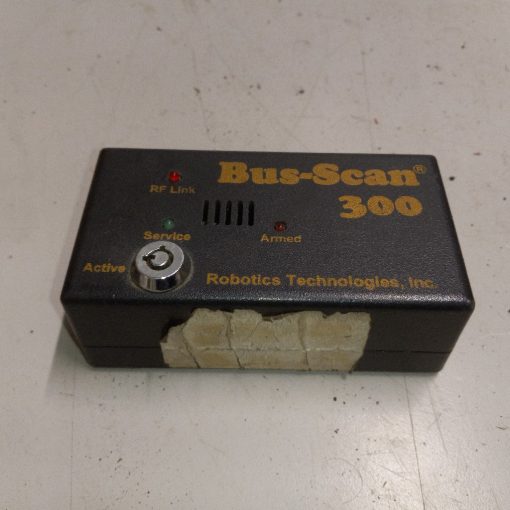 Bus-Scan®
300
RF Link
Service
Armed
Active
Robotics Technologies, Inc.